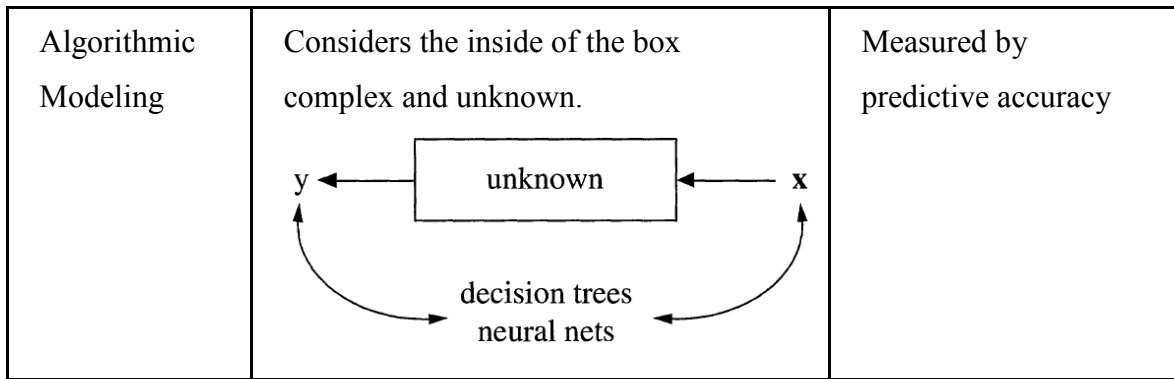 Algorithmic
Modeling
Considers the inside of the box
complex and unknown.
y
unknown
x
decision trees
neural nets
Measured by
predictive accuracy